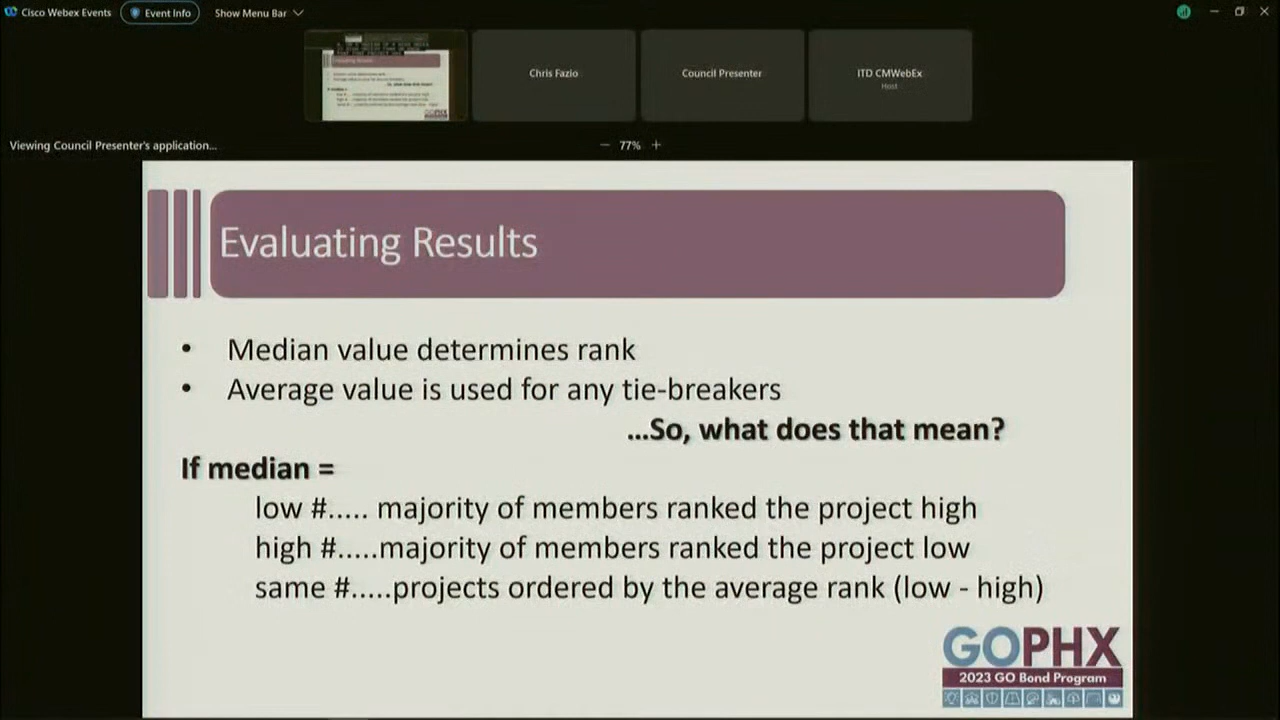 Cisco Webex Events
Event Info
Show Menu Bar
Evaluating Results
Chris Fazio
Council Presenter
ITD CMWebEx
Host
Viewing Council Presenter's application...
77%
Evaluating Results
• Median value determines rank
• Average value is used for any tie-breakers
...So, what does that mean?
If median =
low #..... majority of members ranked the project high
high #.....majority of members ranked the project low
same #.....projects ordered by the average rank (low - high)
GOPHX
2023 GO Bond Program